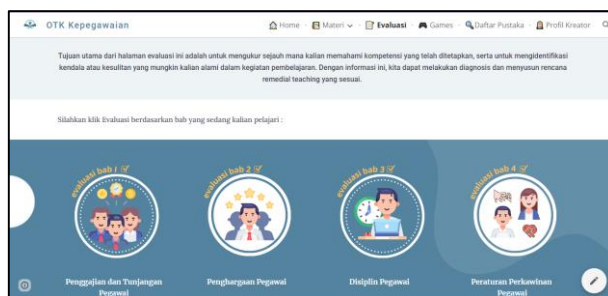 OTK Kepegawaian
Home
Materi
Evaluasi
Games
Daftar Pustaka
Profil Kreator
Tujuan utama dari halaman evaluasi ini adalah untuk mengukur sejauh mana kalian memahami kompetensi yang telah ditetapkan, serta untuk mengidentifikasi
kendala atau kesulitan yang mungkin kalian alami dalam kegiatan pembelajaran. Dengan informasi ini, kita dapat melakukan diagnosis dan menyusun rencana
remedial teaching yang sesuai.
Silahkan klik Evaluasi berdasarkan bab yang sedang kalian pelajari :
evaluasi bab 1
evaluasi bab 2
evaluasi bab 3
evaluasi bab 4
Penggajian dan Tunjangan
Pegawai
Penghargaan Pegawai
Disiplin Pegawai
Peraturan Perkawinan
Pegawai